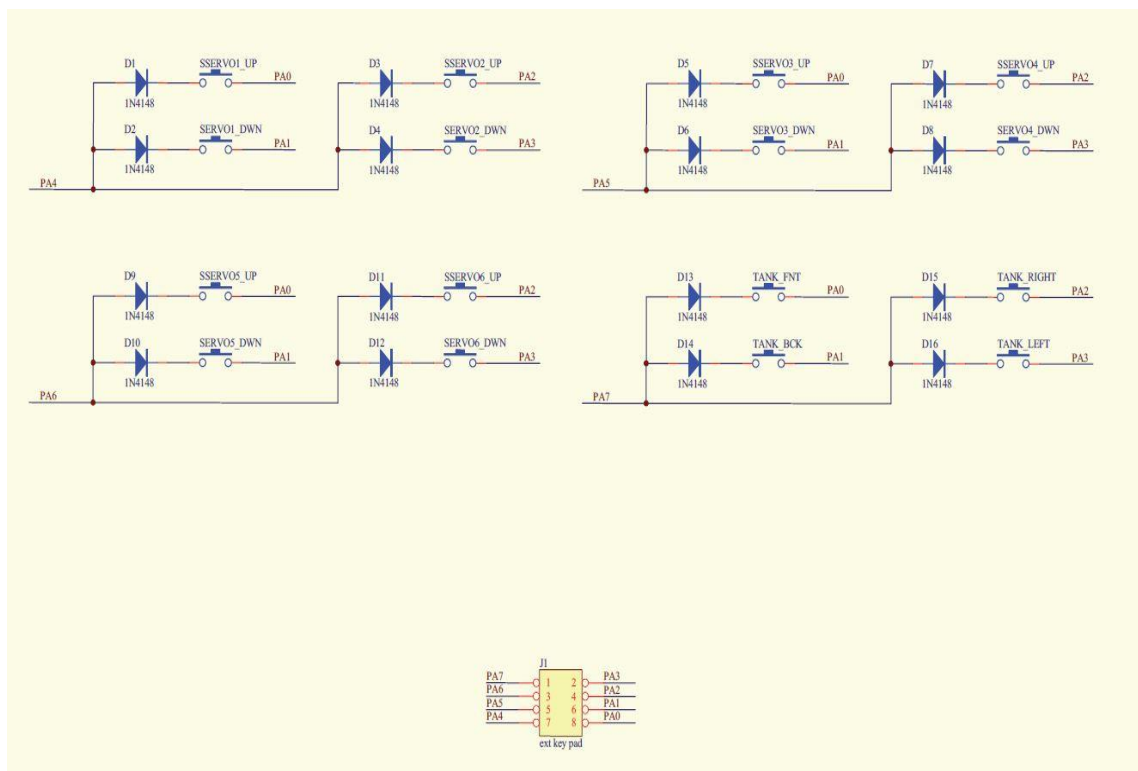 D1 SSERVO1_UP PA0
1N4148
D2 SERVO1_DWN PA1
1N4148
D3 SSERVO2_UP PA2
1N4148
D4 SERVO2_DWN PA3
1N4148
PA4
D5 SSERVO3_UP PA0
1N4148
D6 SERVO3_DWN PA1
1N4148
D7 SSERVO4_UP PA2
1N4148
D8 SERVO4_DWN PA3
1N4148
PA5
D9 SSERVO5_UP PA0
1N4148
D10 SERVO5_DWN PA1
1N4148
D11 SSERVO6_UP PA2
1N4148
D12 SERVO6_DWN PA3
1N4148
PA6
D13 TANK_FNT PA0
1N4148
D14 TANK_BCK PA1
1N4148
D15 TANK_RIGHT PA2
1N4148
D16 TANK_LEFT PA3
1N4148
PA7
J1
PA7 1 2 PA3
PA6 3 4 PA2
PA5 5 6 PA1
PA4 7 8 PA0
ext key pad